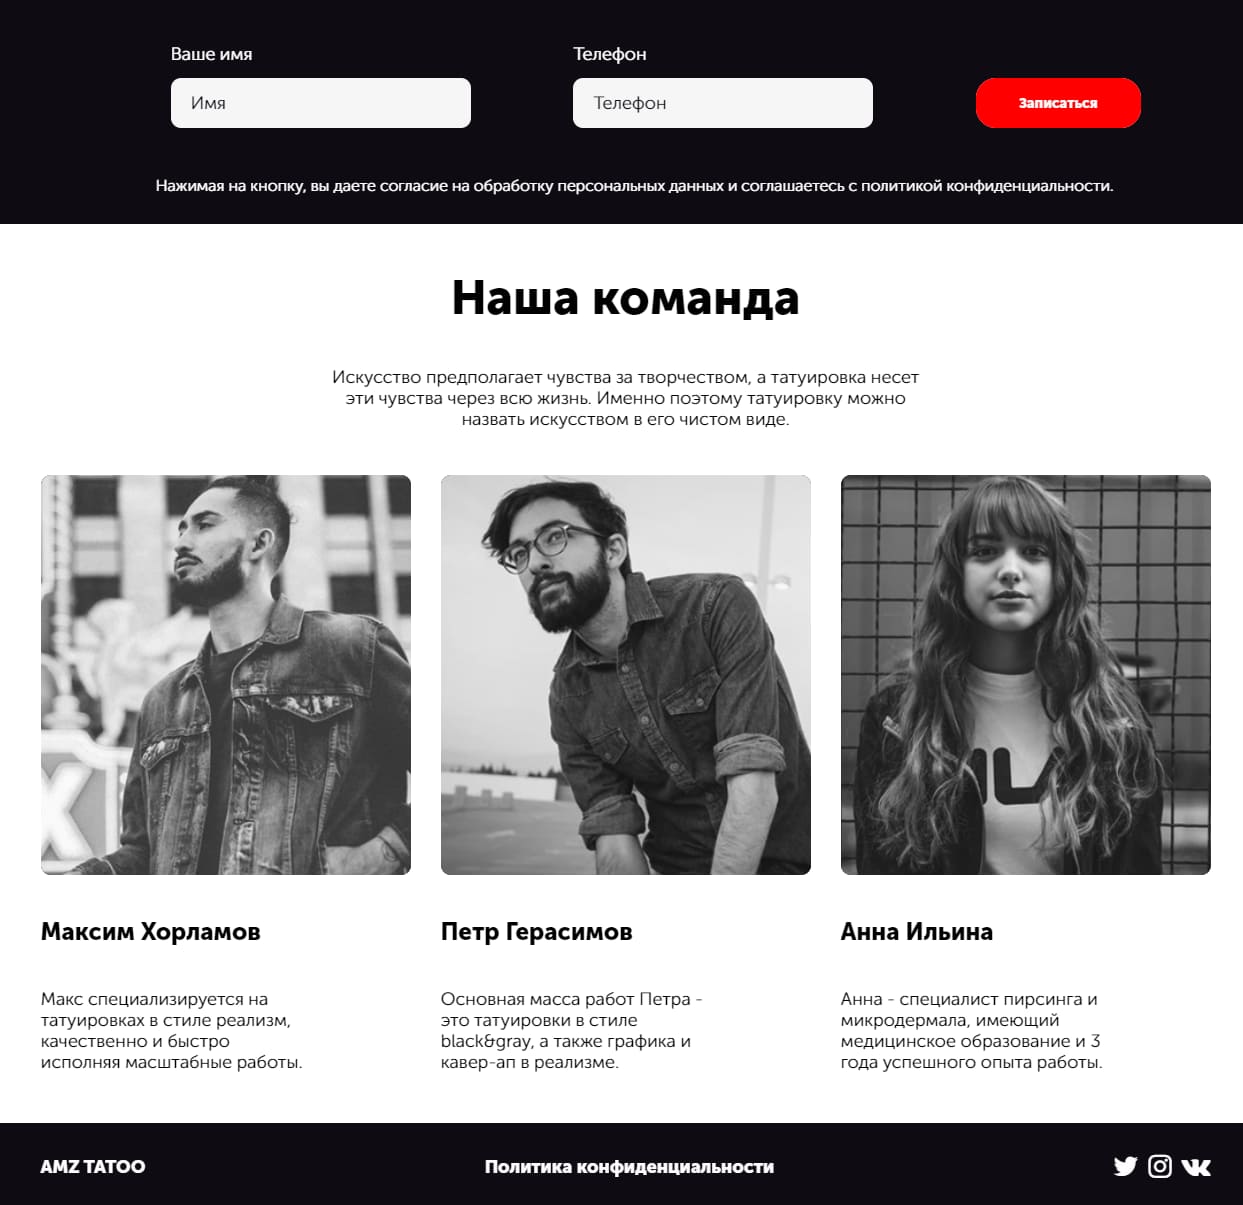 Ваше имя
Телефон
Имя
Телефон
Записаться
Нажимая на кнопку, вы даете согласие на обработку персональных данных и соглашаетесь с политикой конфиденциальности.
Наша команда
Искусство предполагает чувства за творчеством, а татуировка несет
эти чувства через всю жизнь. Именно поэтому татуировку можно
назвать искусством в его чистом виде.
Максим Хорламов
Макс специализируется на
татуировках в стиле реализм,
качественно и быстро
исполняя масштабные работы.
Петр Герасимов
Основная масса работ Петра -
это татуировки в стиле
black&gray, а также графика и
кавер-ап в реализме.
Анна Ильина
Анна - специалист пирсинга и
микродермала, имеющий
медицинское образование и 3
года успешного опыта работы.
AMZ TATOO
Политика конфиденциальности